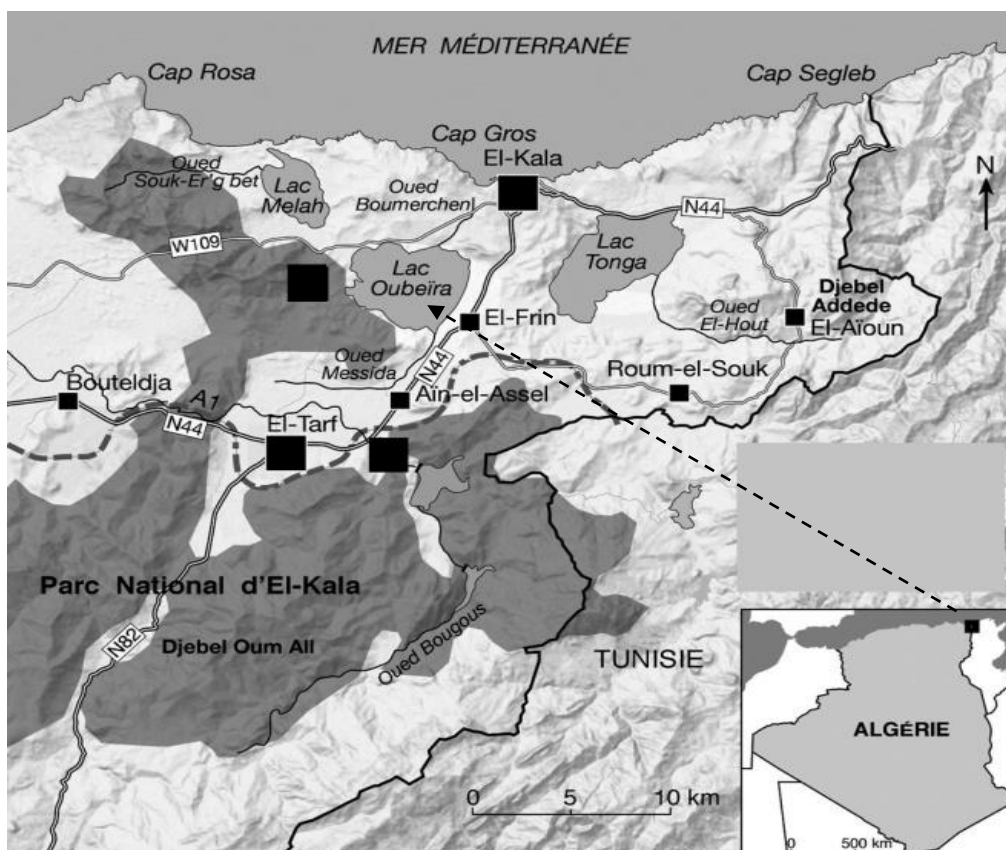 MER MÉDITERRANÉE
Cap Rosa
Cap Segleb
Cap Gros
El-Kala
Oued
Souk-Er'g bet
Lac
Melah
Oued
Boumerchen
N44
N
W109
Lac
Oubeïra
Lac
Tonga
Djebel
Addede
Oued
El-Hout
El-Aïoun
El-Frin
Oued
Messida
N44
Roum-el-Souk
Bouteldja
A1
Aïn-el-Assel
N44
El-Tarf
Parc National d'El-Kala
N82
Djebel Oum All
Oued Bougous
TUNISIE
0 5 10 km
ALGÉRIE
0 500 km